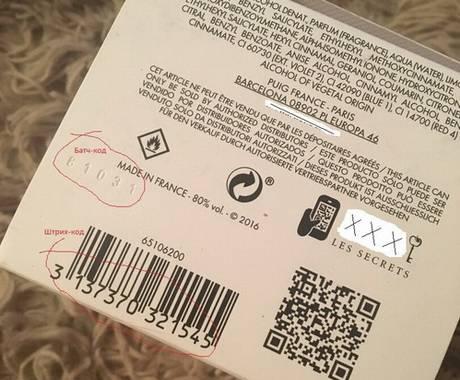 ALCOHOL DENAT., PARFUM (FRAGRANCE), AQUA (WATER),
BENZYL SALICYLATE, ETHYLHEXYL METHOXYCINNAMATE,
ETHYLHEXYL SALICYLATE, HEXYL CINNAMAL, GERANIOL, COUMARIN,
BENZYL BENZOATE, ANISE ALCOHOL, CINNAMYL ALCOHOL,
CINNAMATE, CI 60730 (EXT. VIOLET 2), CI 42090 (BLUE 1), CI 14700 (RED 4)
ALCOHOL OF VEGETAL ORIGIN
PUIG FRANCE - PARIS
BARCELONA 08902 PL EUROPA 46
CET ARTICLE NE PEUT ÊTRE VENDU QUE PAR LES DÉPOSITAIRES AGRÉÉS / THIS ARTICLE CAN
ONLY BE SOLD BY AUTHORIZED DISTRIBUTORS / ESTE PRODUCTO SÓLO PUEDE SER
VENDIDO POR DISTRIBUIDORES AUTORIZADOS / QUESTO PRODOTTO PUÒ ESSERE
VENDUTO SOLO DA DISTRIBUTORI AUTORIZZATI / DIESES PRODUKT IST AUSSCHLIESSLICH
FÜR DEN VERKAUF DURCH AUTORISIERTE VERTRIEBSPARTNER VORGESEHEN
Батч-код
81031
MADE IN FRANCE - 80% vol. - © 2016
®
XXX
LES SECRETS
Штрих-код
65106200
3 137370 321545